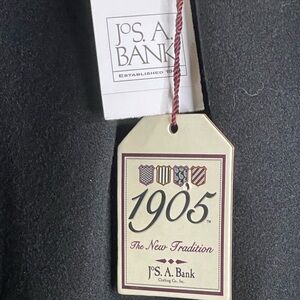 JOS. A.
BANK
ESTABLISHED
1905
The New Tradition
JOS. A. Bank
Clothing Co., Inc.